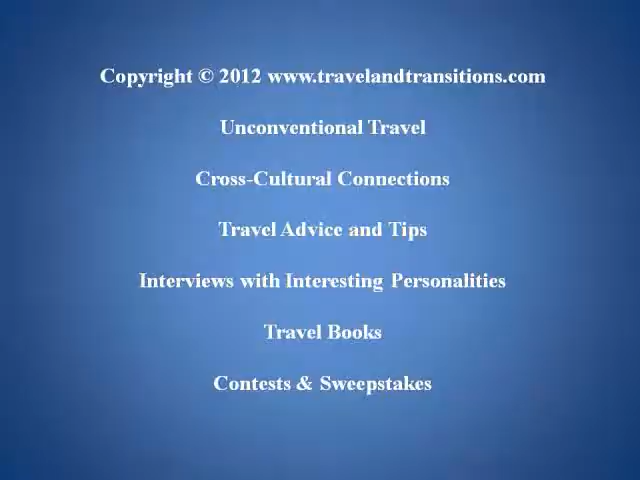 Copyright © 2012 www.travelandtransitions.com
Unconventional Travel
Cross-Cultural Connections
Travel Advice and Tips
Interviews with Interesting Personalities
Travel Books
Contests & Sweepstakes